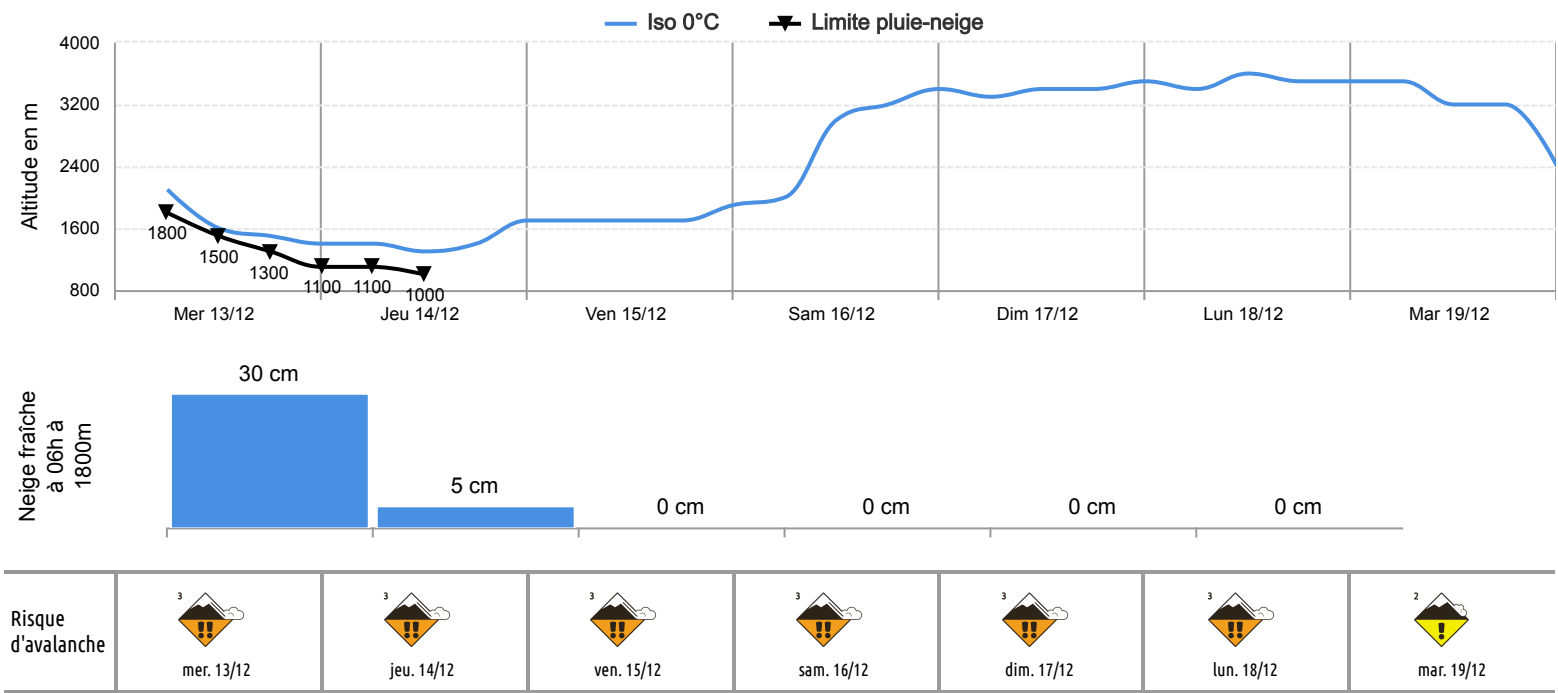 Iso 0°C Limite pluie-neige
4000
3200
2400
1600
800
Altitude en m
1800
1500
1300
1100
1100
1000
Mer 13/12 Jeu 14/12 Ven 15/12 Sam 16/12 Dim 17/12 Lun 18/12 Mar 19/12
Neige fraîche
à 06h à
1800m
30 cm
5 cm
0 cm
0 cm
0 cm
0 cm
Risque
d'avalanche
3 3 3 3 3 3 2
!! !! !! !! !! !! !
mer. 13/12 jeu. 14/12 ven. 15/12 sam. 16/12 dim. 17/12 lun. 18/12 mar. 19/12